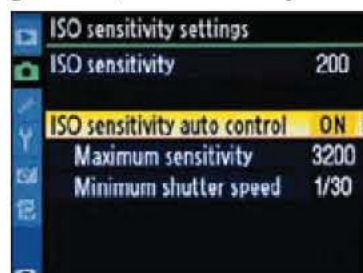 ISO sensitivity settings
ISO sensitivity 200
ISO sensitivity auto control ON
Maximum sensitivity 3200
Minimum shutter speed 1/30